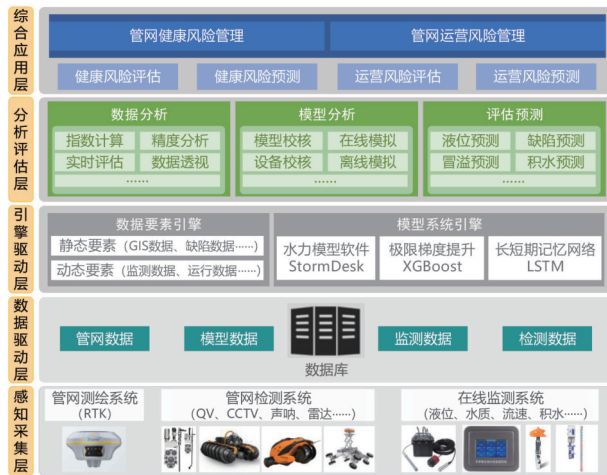 综合应用层
管网健康风险管理
管网运营风险管理
健康风险评估
健康风险预测
运营风险评估
运营风险预测
分析评估层
数据分析
指数计算
精度分析
实时评估
数据透视
……
模型分析
模型校核
在线模拟
设备校核
离线模拟
……
评估预测
液位预测
缺陷预测
冒溢预测
积水预测
……
引擎驱动层
数据要素引擎
静态要素（GIS数据、缺陷数据……）
动态要素（监测数据、运行数据……）
模型系统引擎
水力模型软件
StormDesk
极限梯度提升
XGBoost
长短期记忆网络
LSTM
数据驱动层
管网数据
模型数据
数据库
监测数据
检测数据
感知采集层
管网测绘系统
（RTK）
管网检测系统
（QV、CCTV、声呐、雷达……）
在线监测系统
（液位、水质、流速、积水……）